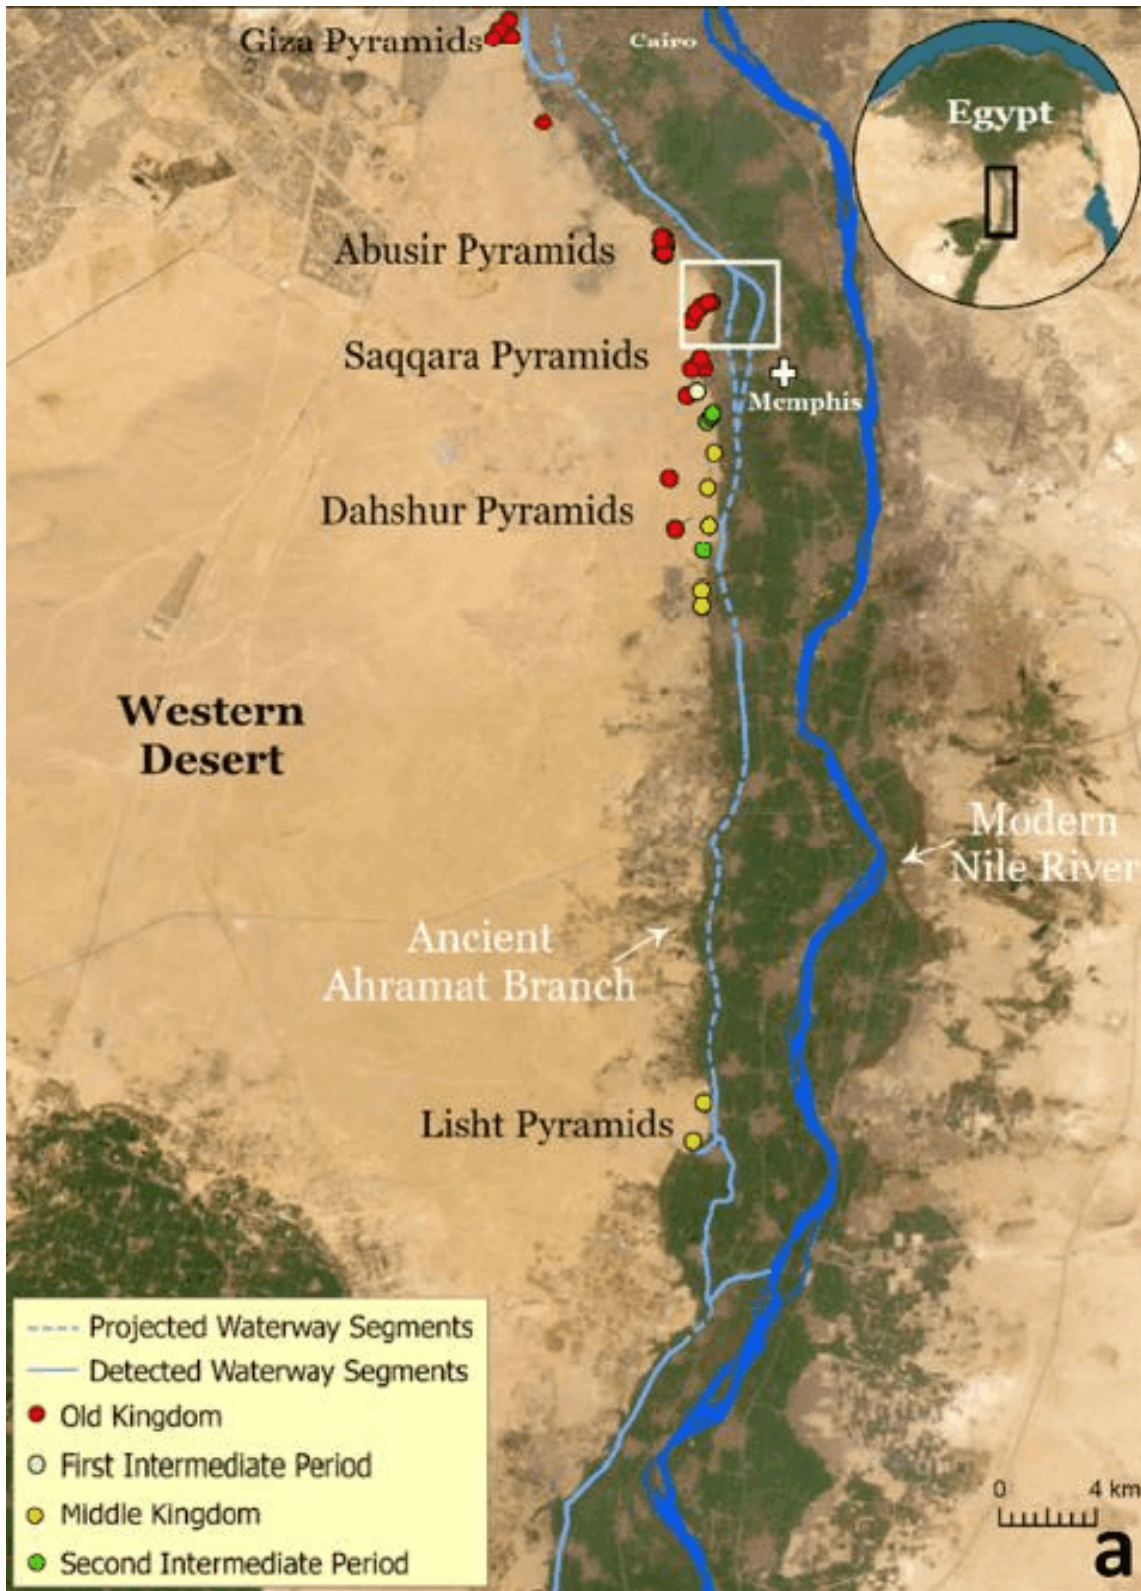 Giza Pyramids
Cairo
Egypt
Abusir Pyramids
Saqqara Pyramids
Memphis
Dahshur Pyramids
Western
Desert
Modern
Nile River
Ancient
Ahramat Branch
Lisht Pyramids
Projected Waterway Segments
Detected Waterway Segments
Old Kingdom
First Intermediate Period
Middle Kingdom
Second Intermediate Period
0 4 km
a